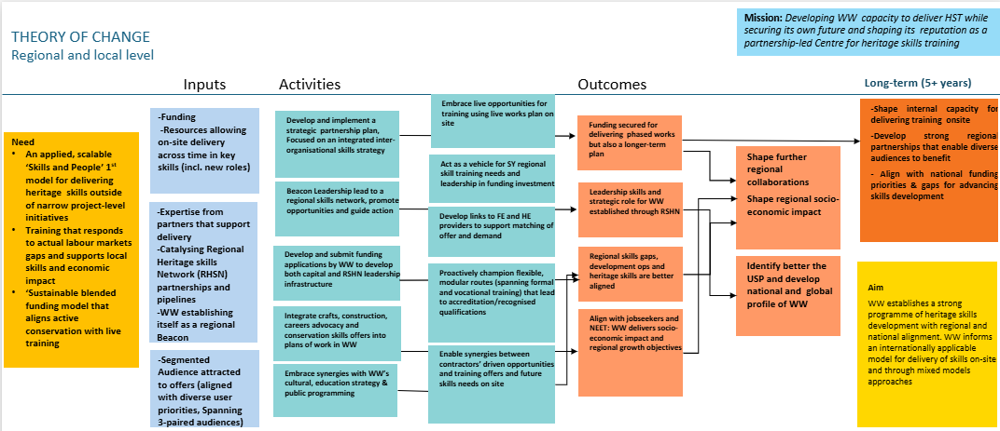 Mission: Developing WW capacity to deliver HST while
securing its own future and shaping its reputation as a
partnership-led Centre for heritage skills training
THEORY OF CHANGE
Regional and local level
Inputs
Activities
Outcomes
Long-term (5+ years)
Need
• An applied, scalable
‘Skills and People’ 1st
model for delivering
heritage skills outside
of narrow project-level
initiatives
• Training that responds
to actual labour markets
gaps and supports local
skills and economic
impact
• ‘Sustainable blended
funding model that
aligns active
conservation with live
training
-Funding
-Resources allowing
on-site delivery
across time in key
skills (incl. new roles)
-Expertise from
partners that support
delivery
-Catalysing Regional
Heritage skills
Network (RHSN)
partnerships and
pipelines
-WW establishing
itself as a regional
Beacon
-Segmented
Audience attracted
to offers (aligned
with diverse user
priorities, Spanning
3-paired audiences)
Develop and implement a
strategic partnership plan,
Focused on an integrated inter-
organisational skills strategy
Beacon Leadership lead to a
regional skills network, promote
opportunities and guide action
Develop and submit funding
applications by WW to develop
both capital and RSHN leadership
infrastructure
Integrate crafts, construction,
careers advocacy and
conservation skills offers into
plans of work in WW
Embrace synergies with WW’s
cultural, education strategy &
public programming
Embrace live opportunities for
training using live works plan on
site
Act as a vehicle for SY regional
skill training needs and
leadership in funding investment
Develop links to FE and HE
providers to support matching of
offer and demand
Proactively champion flexible,
modular routes (spanning formal
and vocational training) that lead
to accreditation/recognised
qualifications
Enable synergies between
contractors’ driven opportunities
and training offers and future
skills needs on site
Funding secured for
delivering phased works
but also a longer-term
plan
Leadership skills and
strategic role for WW
established through RSHN
Regional skills gaps,
development ops and
heritage skills are better
aligned
Align with jobseekers and
NEET: WW delivers socio-
economic impact and
regional growth objectives
Shape further
regional
collaborations
Shape regional socio-
economic impact
Identify better the
USP and develop
national and global
profile of WW
-Shape internal capacity for
delivering training onsite
-Develop strong regional
partnerships that enable diverse
audiences to benefit
- Align with national funding
priorities & gaps for advancing
skills development
Aim
WW establishes a strong
programme of heritage skills
development with regional and
national alignment. WW informs
an internationally applicable
model for delivery of skills on-site
and through mixed models
approaches